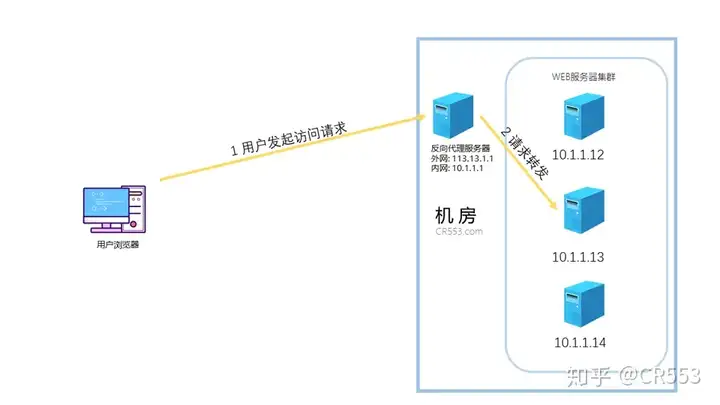 WEB服务器集群
1 用户发起访问请求
2 请求转发
反向代理服务器
外网: 113.13.1.1
内网: 10.1.1.1
10.1.1.12
机房
CR553.com
用户浏览器
10.1.1.13
10.1.1.14
知乎 @CR553